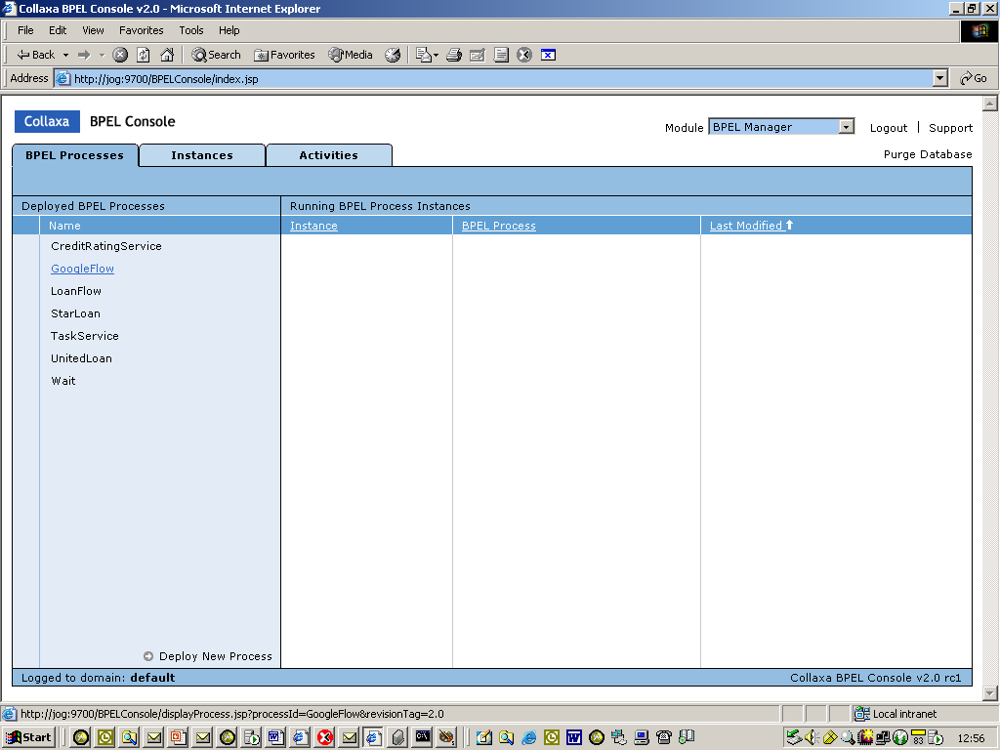 Collaxa BPEL Console v2.0 - Microsoft Internet Explorer
File Edit View Favorites Tools Help
Back Search Favorites Media
Address http://jog:9700/BPELConsole/index.jsp Go
Collaxa BPEL Console
Module BPEL Manager Logout | Support
BPEL Processes Instances Activities Purge Database
Deployed BPEL Processes Running BPEL Process Instances
Name Instance BPEL Process Last Modified
CreditRatingService
GoogleFlow
LoanFlow
StarLoan
TaskService
UnitedLoan
Wait
Deploy New Process
Logged to domain: default Collaxa BPEL Console v2.0 rc1
http://jog:9700/BPELConsole/displayProcess.jsp?processId=GoogleFlow&revisionTag=2.0 Local intranet
Start 83 12:56